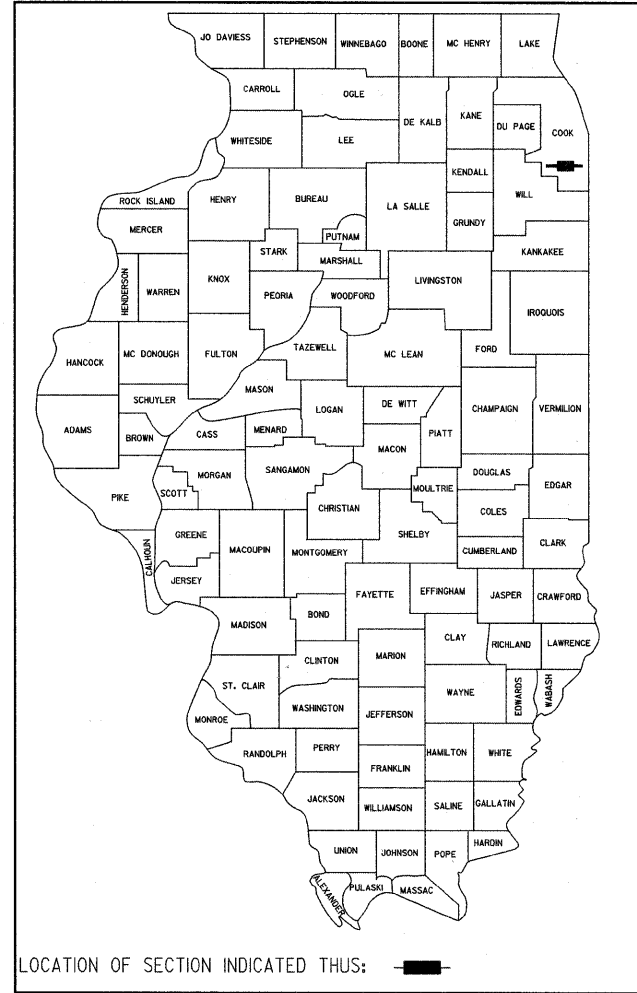 JO DAVIESS STEPHENSON WINNEBAGO BOONE MC HENRY LAKE
CARROLL OGLE DE KALB KANE DU PAGE COOK
WHITESIDE LEE KENDALL WILL
ROCK ISLAND HENRY BUREAU LA SALLE GRUNDY
MERCER STARK PUTNAM MARSHALL KANKAKEE
HENDERSON WARREN KNOX PEORIA WOODFORD LIVINGSTON IROQUOIS
HANCOCK MC DONOUGH FULTON TAZEWELL MC LEAN FORD
SCHUYLER MASON LOGAN DE WITT CHAMPAIGN VERMILION
ADAMS BROWN CASS MENARD MACON PIATT
PIKE SCOTT MORGAN SANGAMON CHRISTIAN MOULTRIE DOUGLAS EDGAR
COLES
CALHOUN GREENE MACOUPIN MONTGOMERY SHELBY CUMBERLAND CLARK
JERSEY FAYETTE EFFINGHAM JASPER CRAWFORD
MADISON BOND CLAY RICHLAND LAWRENCE
CLINTON MARION
ST. CLAIR WASHINGTON JEFFERSON WAYNE EDWARDS WABASH
MONROE
RANDOLPH PERRY FRANKLIN HAMILTON WHITE
JACKSON WILLIAMSON SALINE GALLATIN
UNION JOHNSON POPE HARDIN
ALEXANDER PULASKI MASSAC
LOCATION OF SECTION INDICATED THUS: